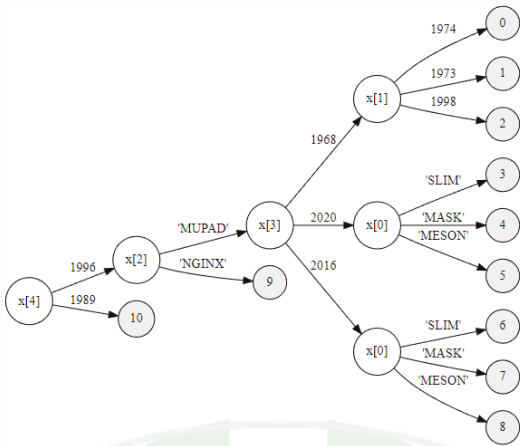 1974
0
1973
1
x[1]
1998
2
1968
'SLIM'
3
'MUPAD'
x[3]
2020
x[0]
'MASK'
4
'MESON'
1996
x[2]
'NGINX'
2016
5
9
x[4]
1989
10
'SLIM'
6
x[0]
'MASK'
7
'MESON'
8